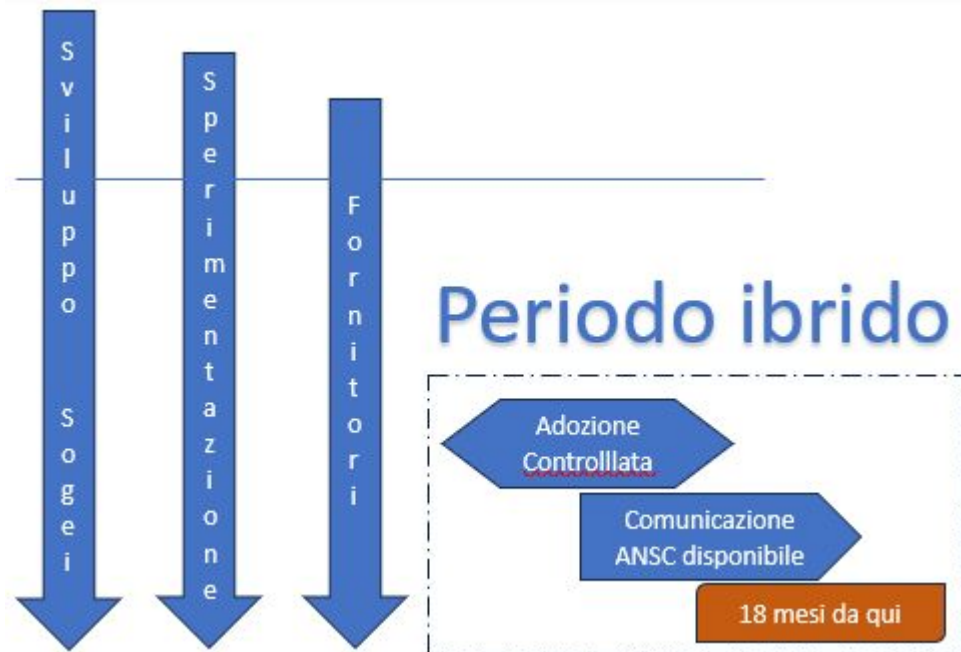 Sviluppo Sogei
Sperimentazione
Fornitori
Periodo ibrido
Adozione
Controlllata
Comunicazione
ANSC disponibile
18 mesi da qui